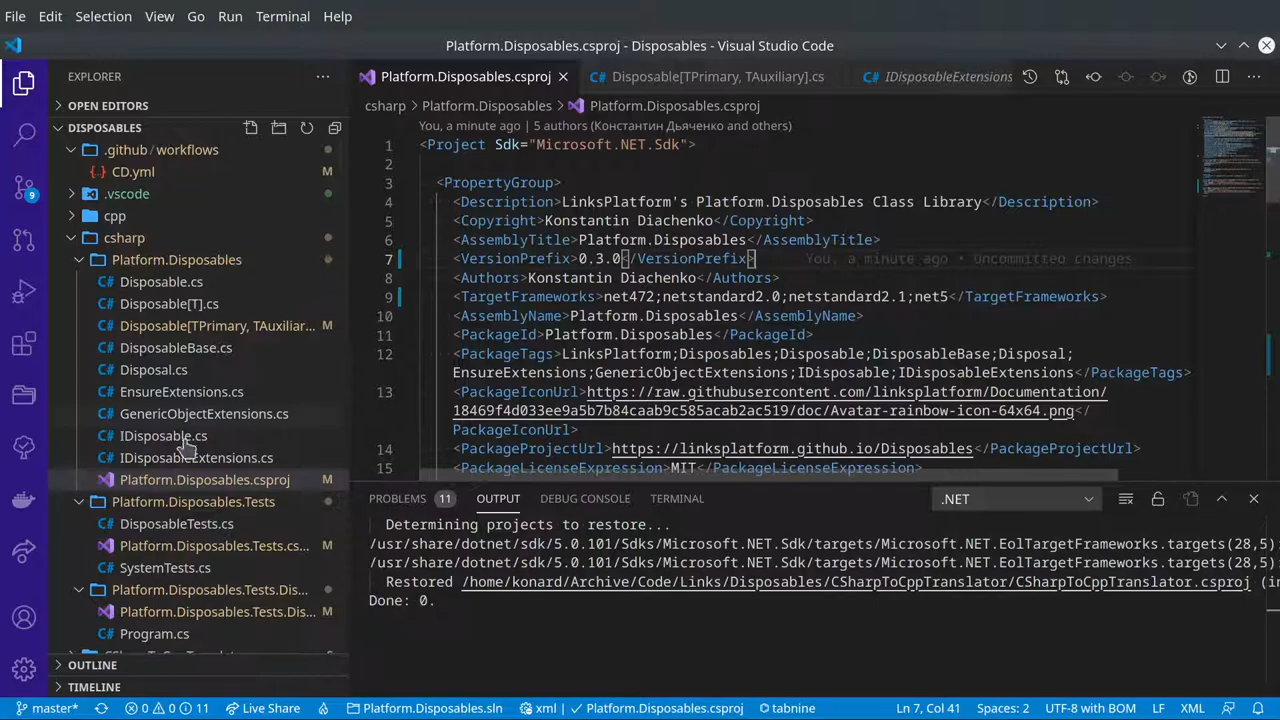 File Edit Selection View Go Run Terminal Help
Platform.Disposables.csproj - Disposables - Visual Studio Code
EXPLORER
OPEN EDITORS
DISPOSABLES
.github/workflows
CD.yml M
.vscode
cpp
csharp
Platform.Disposables
C# Disposable.cs
C# Disposable[T].cs
C# Disposable[TPrimary, TAuxiliar... M
C# DisposableBase.cs
C# Disposal.cs
C# EnsureExtensions.cs
C# GenericObjectExtensions.cs
C# IDisposable.cs
C# IDisposableExtensions.cs
Platform.Disposables.csproj M
Platform.Disposables.Tests
C# DisposableTests.cs
Platform.Disposables.Tests.cs... M
C# SystemTests.cs
Platform.Disposables.Tests.Dis...
Platform.Disposables.Tests.Dis... M
C# Program.cs
OUTLINE
TIMELINE
9
Platform.Disposables.csproj C# Disposable[TPrimary, TAuxiliary].cs C# IDisposableExtensions
csharp > Platform.Disposables > Platform.Disposables.csproj
You, a minute ago | 5 authors (Константин Дьяченко and others)
1 <Project Sdk="Microsoft.NET.Sdk">
2
3 <PropertyGroup>
4 <Description>LinksPlatform's Platform.Disposables Class Library</Description>
5 <Copyright>Konstantin Diachenko</Copyright>
6 <AssemblyTitle>Platform.Disposables</AssemblyTitle>
7 <VersionPrefix>0.3.0</VersionPrefix> You, a minute ago • Uncommitted changes
8 <Authors>Konstantin Diachenko</Authors>
9 <TargetFrameworks>net472;netstandard2.0;netstandard2.1;net5</TargetFrameworks>
10 <AssemblyName>Platform.Disposables</AssemblyName>
11 <PackageId>Platform.Disposables</PackageId>
12 <PackageTags>LinksPlatform;Disposables;Disposable;DisposableBase;Disposal;
EnsureExtensions;GenericObjectExtensions;IDisposable;IDisposableExtensions</PackageTags>
13 <PackageIconUrl>https://raw.githubusercontent.com/linksplatform/Documentation/
18469f4d033ee9a5b7b84caab9c585acab2ac519/doc/Avatar-rainbow-icon-64x64.png</
PackageIconUrl>
14 <PackageProjectUrl>https://linksplatform.github.io/Disposables</PackageProjectUrl>
15 <PackageLicenseExpression>MIT</PackageLicenseExpression>
PROBLEMS 11 OUTPUT DEBUG CONSOLE TERMINAL .NET
Determining projects to restore...
/usr/share/dotnet/sdk/5.0.101/Sdks/Microsoft.NET.Sdk/targets/Microsoft.NET.EolTargetFrameworks.targets(28,5)
/usr/share/dotnet/sdk/5.0.101/Sdks/Microsoft.NET.Sdk/targets/Microsoft.NET.EolTargetFrameworks.targets(28,5)
Restored /home/konard/Archive/Code/Links/Disposables/CSharpToCppTranslator/CSharpToCppTranslator.csproj (i
Done: 0.
master* 0 0 11 Live Share Platform.Disposables.sln xml Platform.Disposables.csproj tabnine Ln 7, Col 41 Spaces: 2 UTF-8 with BOM LF XML